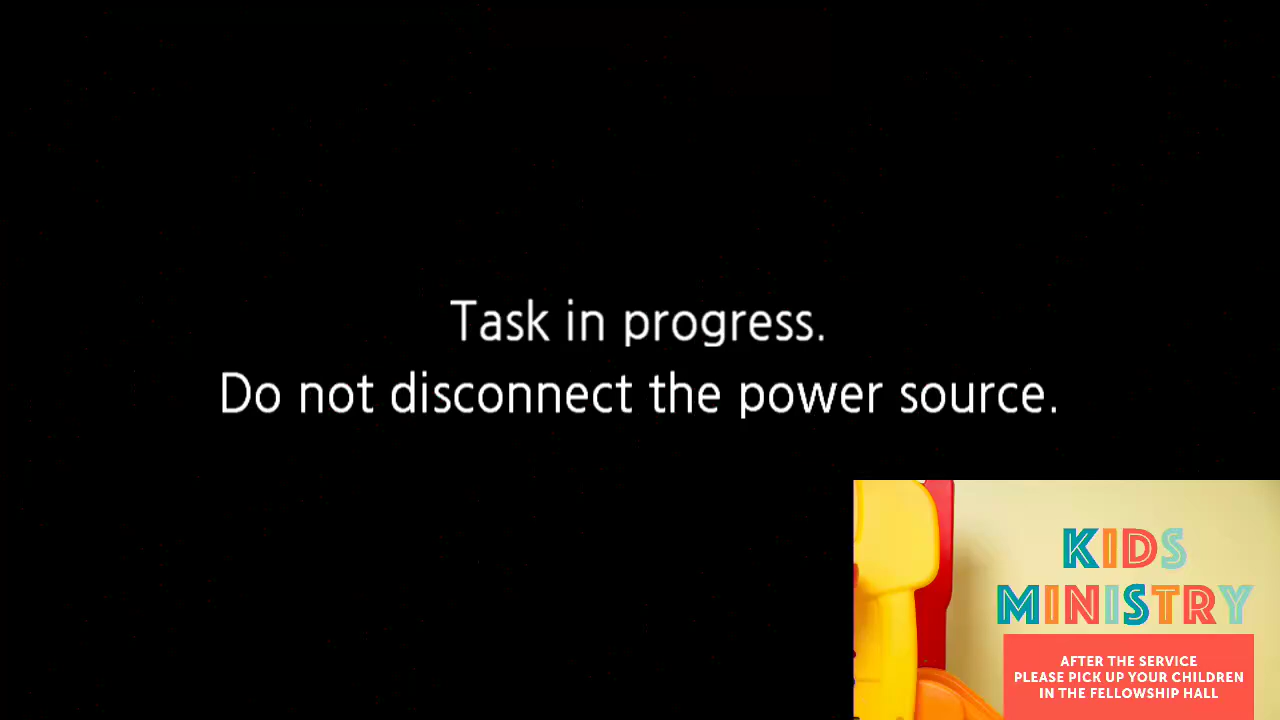 Task in progress.
Do not disconnect the power source.
KIDS
MINISTRY
AFTER THE SERVICE
PLEASE PICK UP YOUR CHILDREN
IN THE FELLOWSHIP HALL